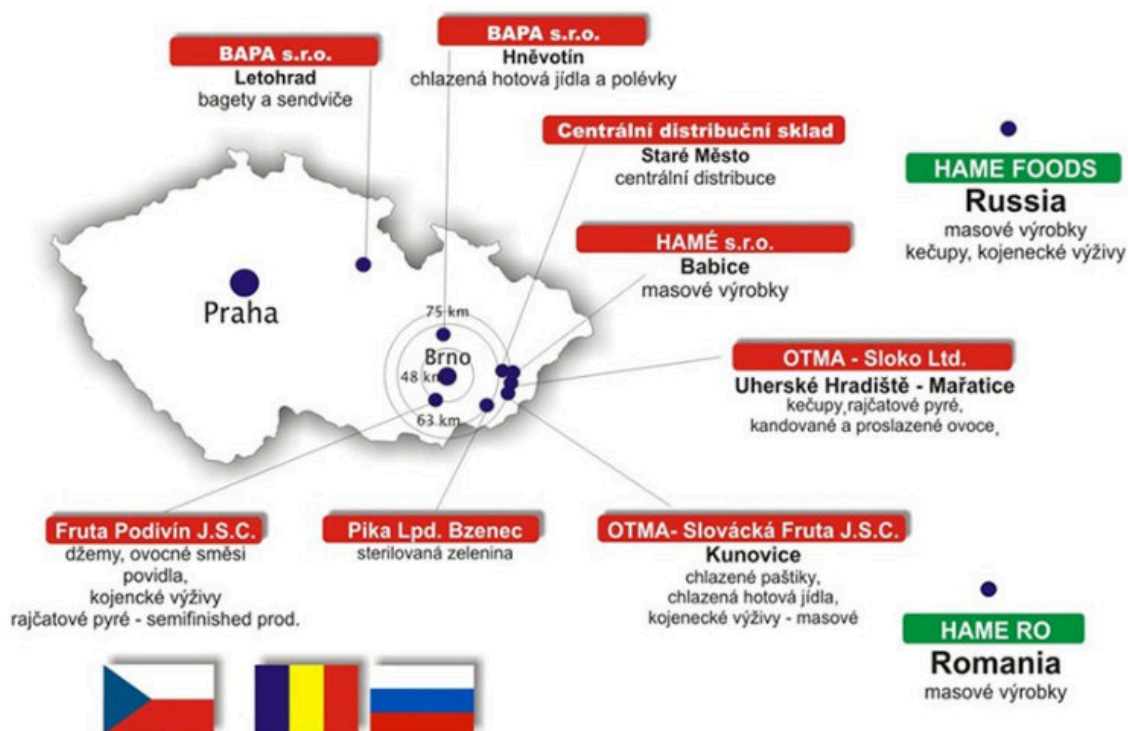 BAPA s.r.o.
Letohrad
bagety a sendviče
BAPA s.r.o.
Hněvotín
chlazená hotová jídla a polévky
Centrální distribuční sklad
Staré Město
centrální distribuce
HAMÉ s.r.o.
Babice
masové výrobky
HAME FOODS
Russia
masové výrobky
kečupy, kojenecké výživy
Praha
75 km
Brno
48 km
63 km
OTMA - Sloko Ltd.
Uherské Hradiště - Mařatice
kečupy,rajčatové pyré,
kandované a proslazené ovoce,
Fruta Podivín J.S.C.
džemy, ovocné směsi
povidla,
kojencké výživy
rajčatové pyré - semifinished prod.
Pika Lpd. Bzenec
sterilovaná zelenina
OTMA- Slovácká Fruta J.S.C.
Kunovice
chlazené paštiky,
chlazená hotová jídla,
kojenecké výživy - masové
HAME RO
Romania
masové výrobky